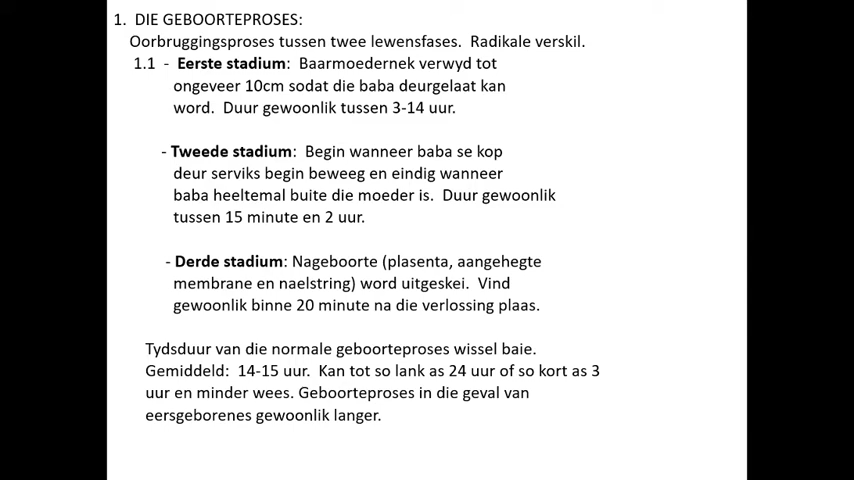 1. DIE GEBOORTEPROSES:
Oorbruggingsproses tussen twee lewensfases. Radikale verskil.
1.1 - Eerste stadium: Baarmoedernek verwyd tot
ongeveer 10cm sodat die baba deurgelaat kan
word. Duur gewoonlik tussen 3-14 uur.
- Tweede stadium: Begin wanneer baba se kop
deur serviks begin beweeg en eindig wanneer
baba heeltemal buite die moeder is. Duur gewoonlik
tussen 15 minute en 2 uur.
- Derde stadium: Nageboorte (plasenta, aangehegte
membrane en naelstring) word uitgeskei. Vind
gewoonlik binne 20 minute na die verlossing plaas.
Tydsduur van die normale geboorteproses wissel baie.
Gemiddeld: 14-15 uur. Kan tot so lank as 24 uur of so kort as 3
uur en minder wees. Geboorteproses in die geval van
eersgeborenes gewoonlik langer.